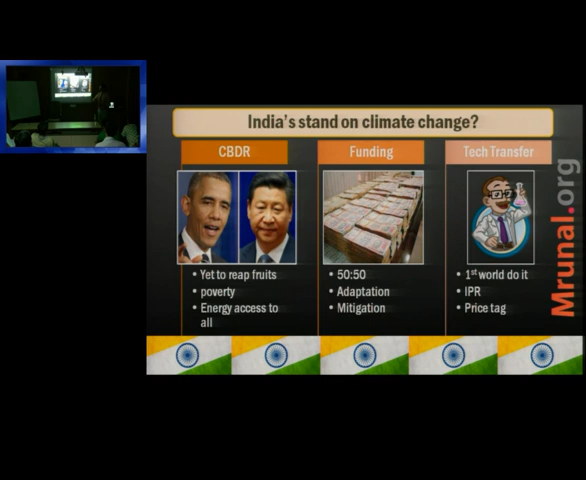 India's stand on climate change?
CBDR
Funding
Tech Transfer
• Yet to reap fruits
• poverty
• Energy access to
all
• 50:50
• Adaptation
• Mitigation
• 1st world do it
• IPR
• Price tag
Mrunal.org